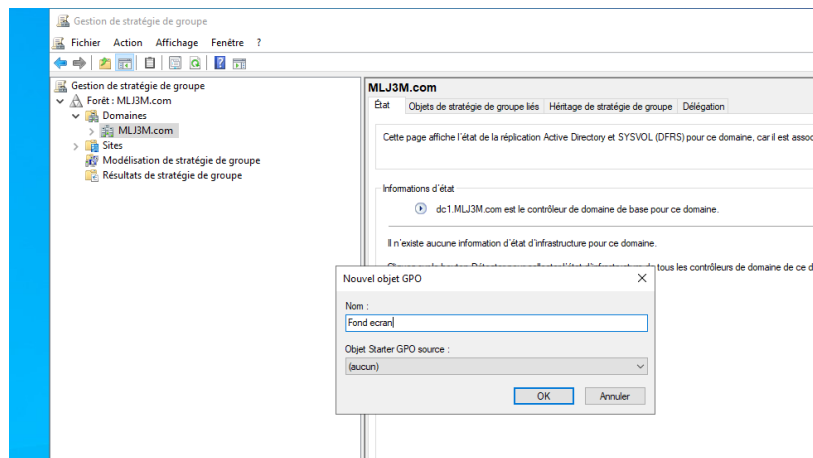 Gestion de stratégie de groupe
Fichier Action Affichage Fenêtre ?
Gestion de stratégie de groupe
Forêt : MLJ3M.com
Domaines
MLJ3M.com
Sites
Modélisation de stratégie de groupe
Résultats de stratégie de groupe
MLJ3M.com
État Objets de stratégie de groupe liés Héritage de stratégie de groupe Délégation
Cette page affiche l'état de la réplication Active Directory et SYSVOL (DFRS) pour ce domaine, car il est assoc
Informations d'état
dc1.MLJ3M.com est le contrôleur de domaine de base pour ce domaine.
Il n'existe aucune information d'état d'infrastructure pour ce domaine.
tous les contrôleurs de domaine de ce d
Nouvel objet GPO
Nom :
Fond ecran
Objet Starter GPO source :
(aucun)
OK Annuler